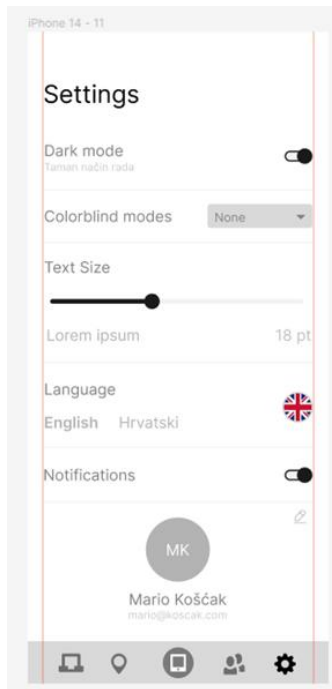 iPhone 14 - 11
Settings
Dark mode
Taman način rada
Colorblind modes None
Text Size
Lorem ipsum 18 pt
Language
English Hrvatski
Notifications
MK
Mario Košćak
mario@koscak.com